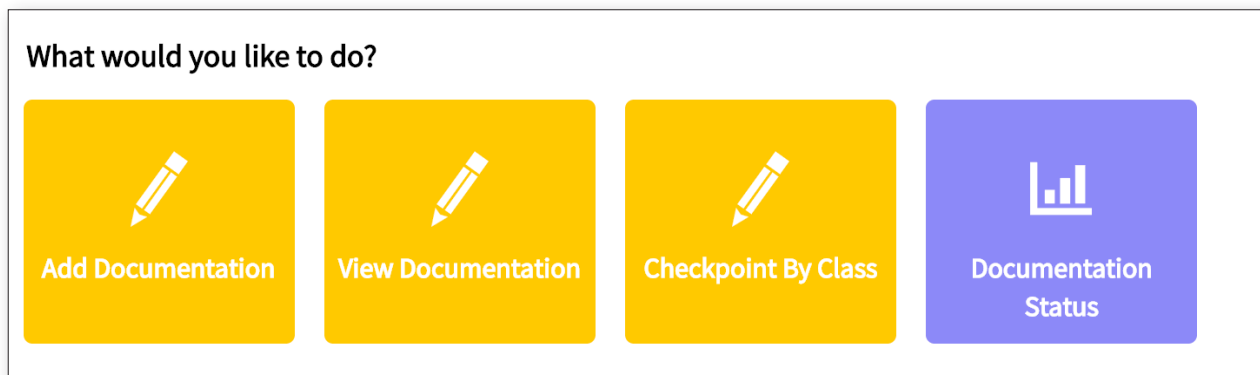 What would you like to do?
Add Documentation
View Documentation
Checkpoint By Class
Documentation
Status